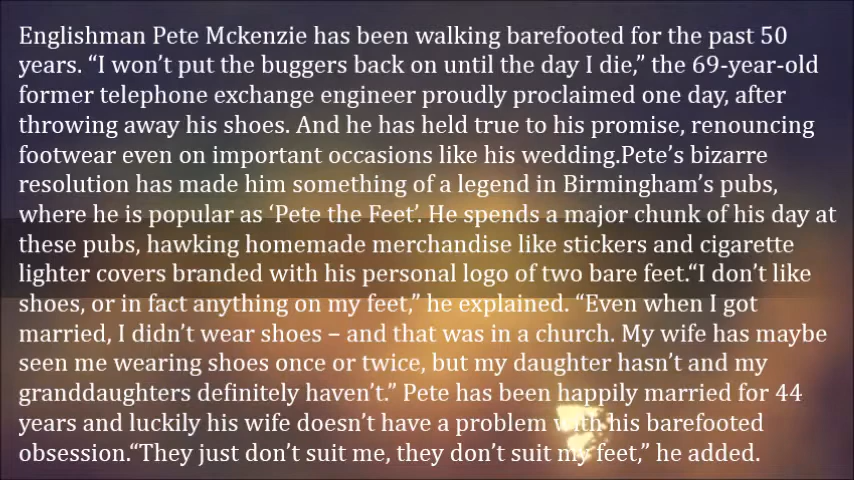 Englishman Pete Mckenzie has been walking barefooted for the past 50
years. “I won’t put the buggers back on until the day I die,” the 69-year-old
former telephone exchange engineer proudly proclaimed one day, after
throwing away his shoes. And he has held true to his promise, renouncing
footwear even on important occasions like his wedding.Pete’s bizarre
resolution has made him something of a legend in Birmingham’s pubs,
where he is popular as ‘Pete the Feet’. He spends a major chunk of his day at
these pubs, hawking homemade merchandise like stickers and cigarette
lighter covers branded with his personal logo of two bare feet.“I don’t like
shoes, or in fact anything on my feet,” he explained. “Even when I got
married, I didn’t wear shoes – and that was in a church. My wife has maybe
seen me wearing shoes once or twice, but my daughter hasn’t and my
granddaughters definitely haven’t.” Pete has been happily married for 44
years and luckily his wife doesn’t have a problem with his barefooted
obsession.“They just don’t suit me, they don’t suit my feet,” he added.